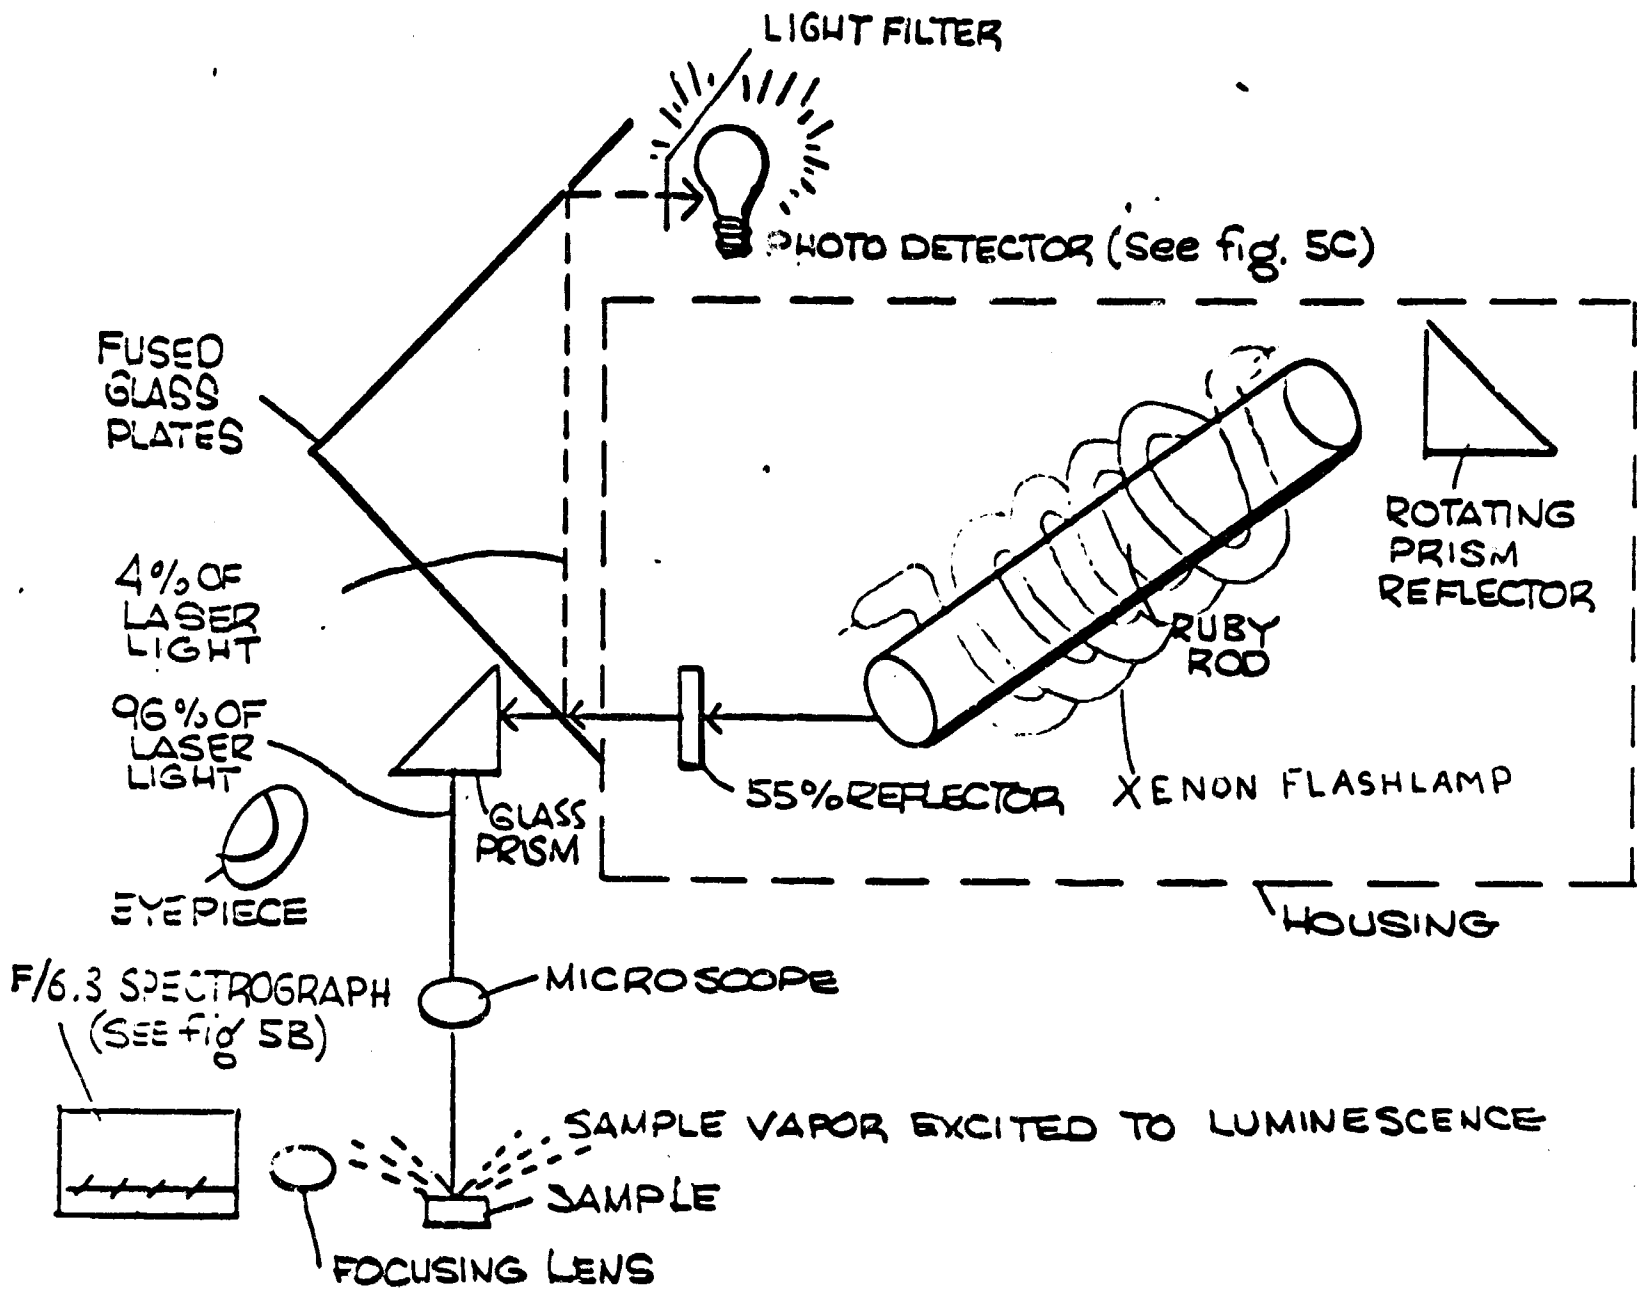 LIGHT FILTER
PHOTO DETECTOR (See fig. 5C)
FUSED
GLASS
PLATES
ROTATING
PRISM
REFLECTOR
4% OF
LASER
LIGHT
RUBY
ROD
96% OF
LASER
LIGHT
55% REFLECTOR
XENON FLASHLAMP
GLASS
PRISM
EYEPIECE
HOUSING
F/6.3 SPECTROGRAPH
(SEE fig 5B)
MICROSCOPE
SAMPLE VAPOR EXCITED TO LUMINESCENCE
SAMPLE
FOCUSING LENS